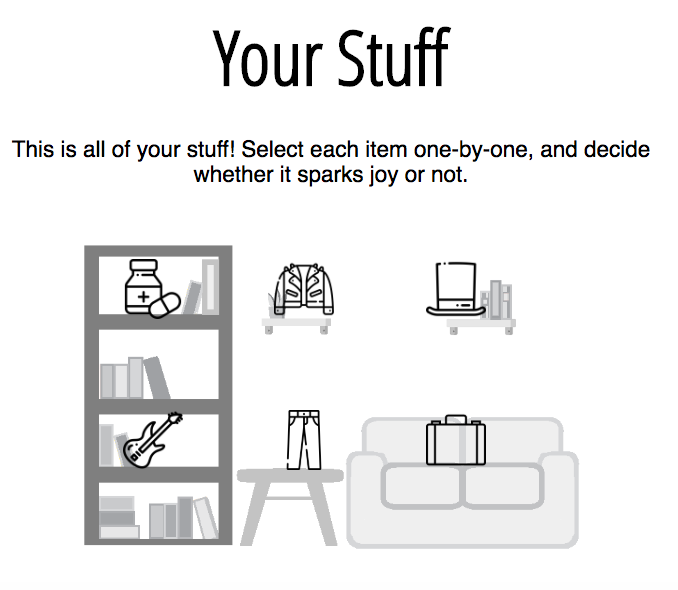 Your Stuff
This is all of your stuff! Select each item one-by-one, and decide
whether it sparks joy or not.